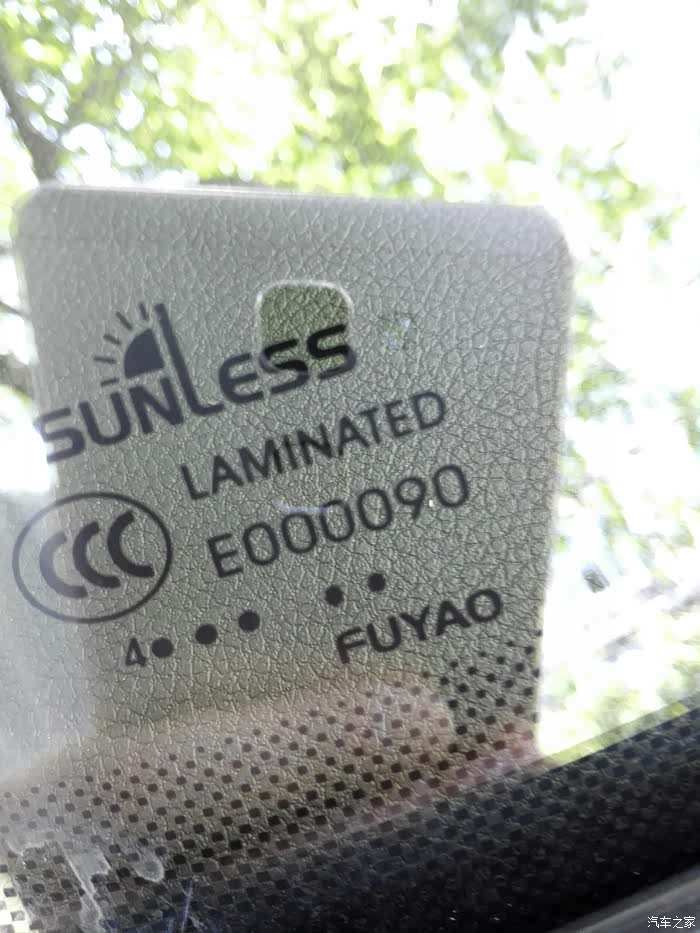 SUNLESS
LAMINATED
CCC
E000090
4••• ••
FUYAO
汽车之家